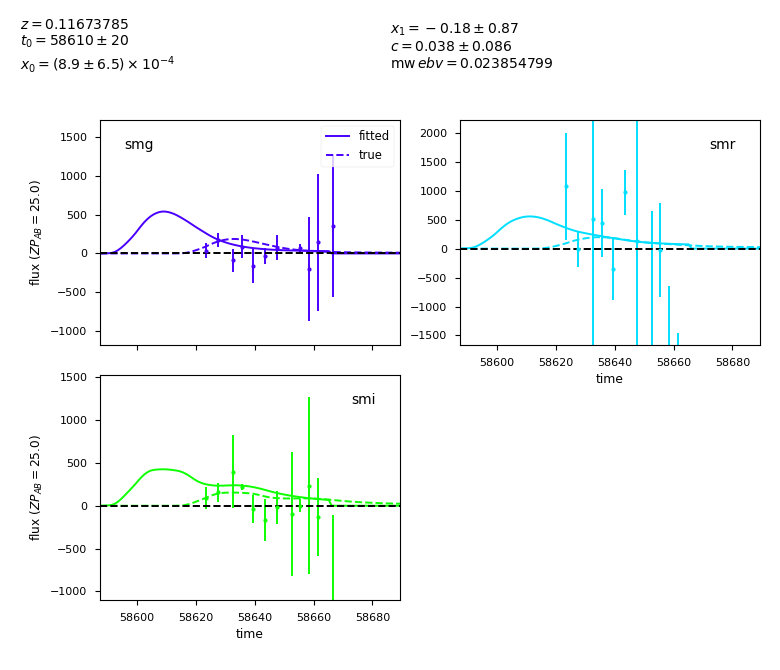 z = 0.11673785
t₀ = 58610 ± 20
x₀ = (8.9 ± 6.5) × 10⁻⁴
x₁ = −0.18 ± 0.87
c = 0.038 ± 0.086
mw ebv = 0.023854799
smg
fitted
true
1500
1000
500
0
−500
−1000
flux (ZP_AB = 25.0)
smr
2000
1500
1000
500
0
−500
−1000
−1500
58600 58620 58640 58660 58680
time
smi
1500
1000
500
0
−500
−1000
flux (ZP_AB = 25.0)
58600 58620 58640 58660 58680
time